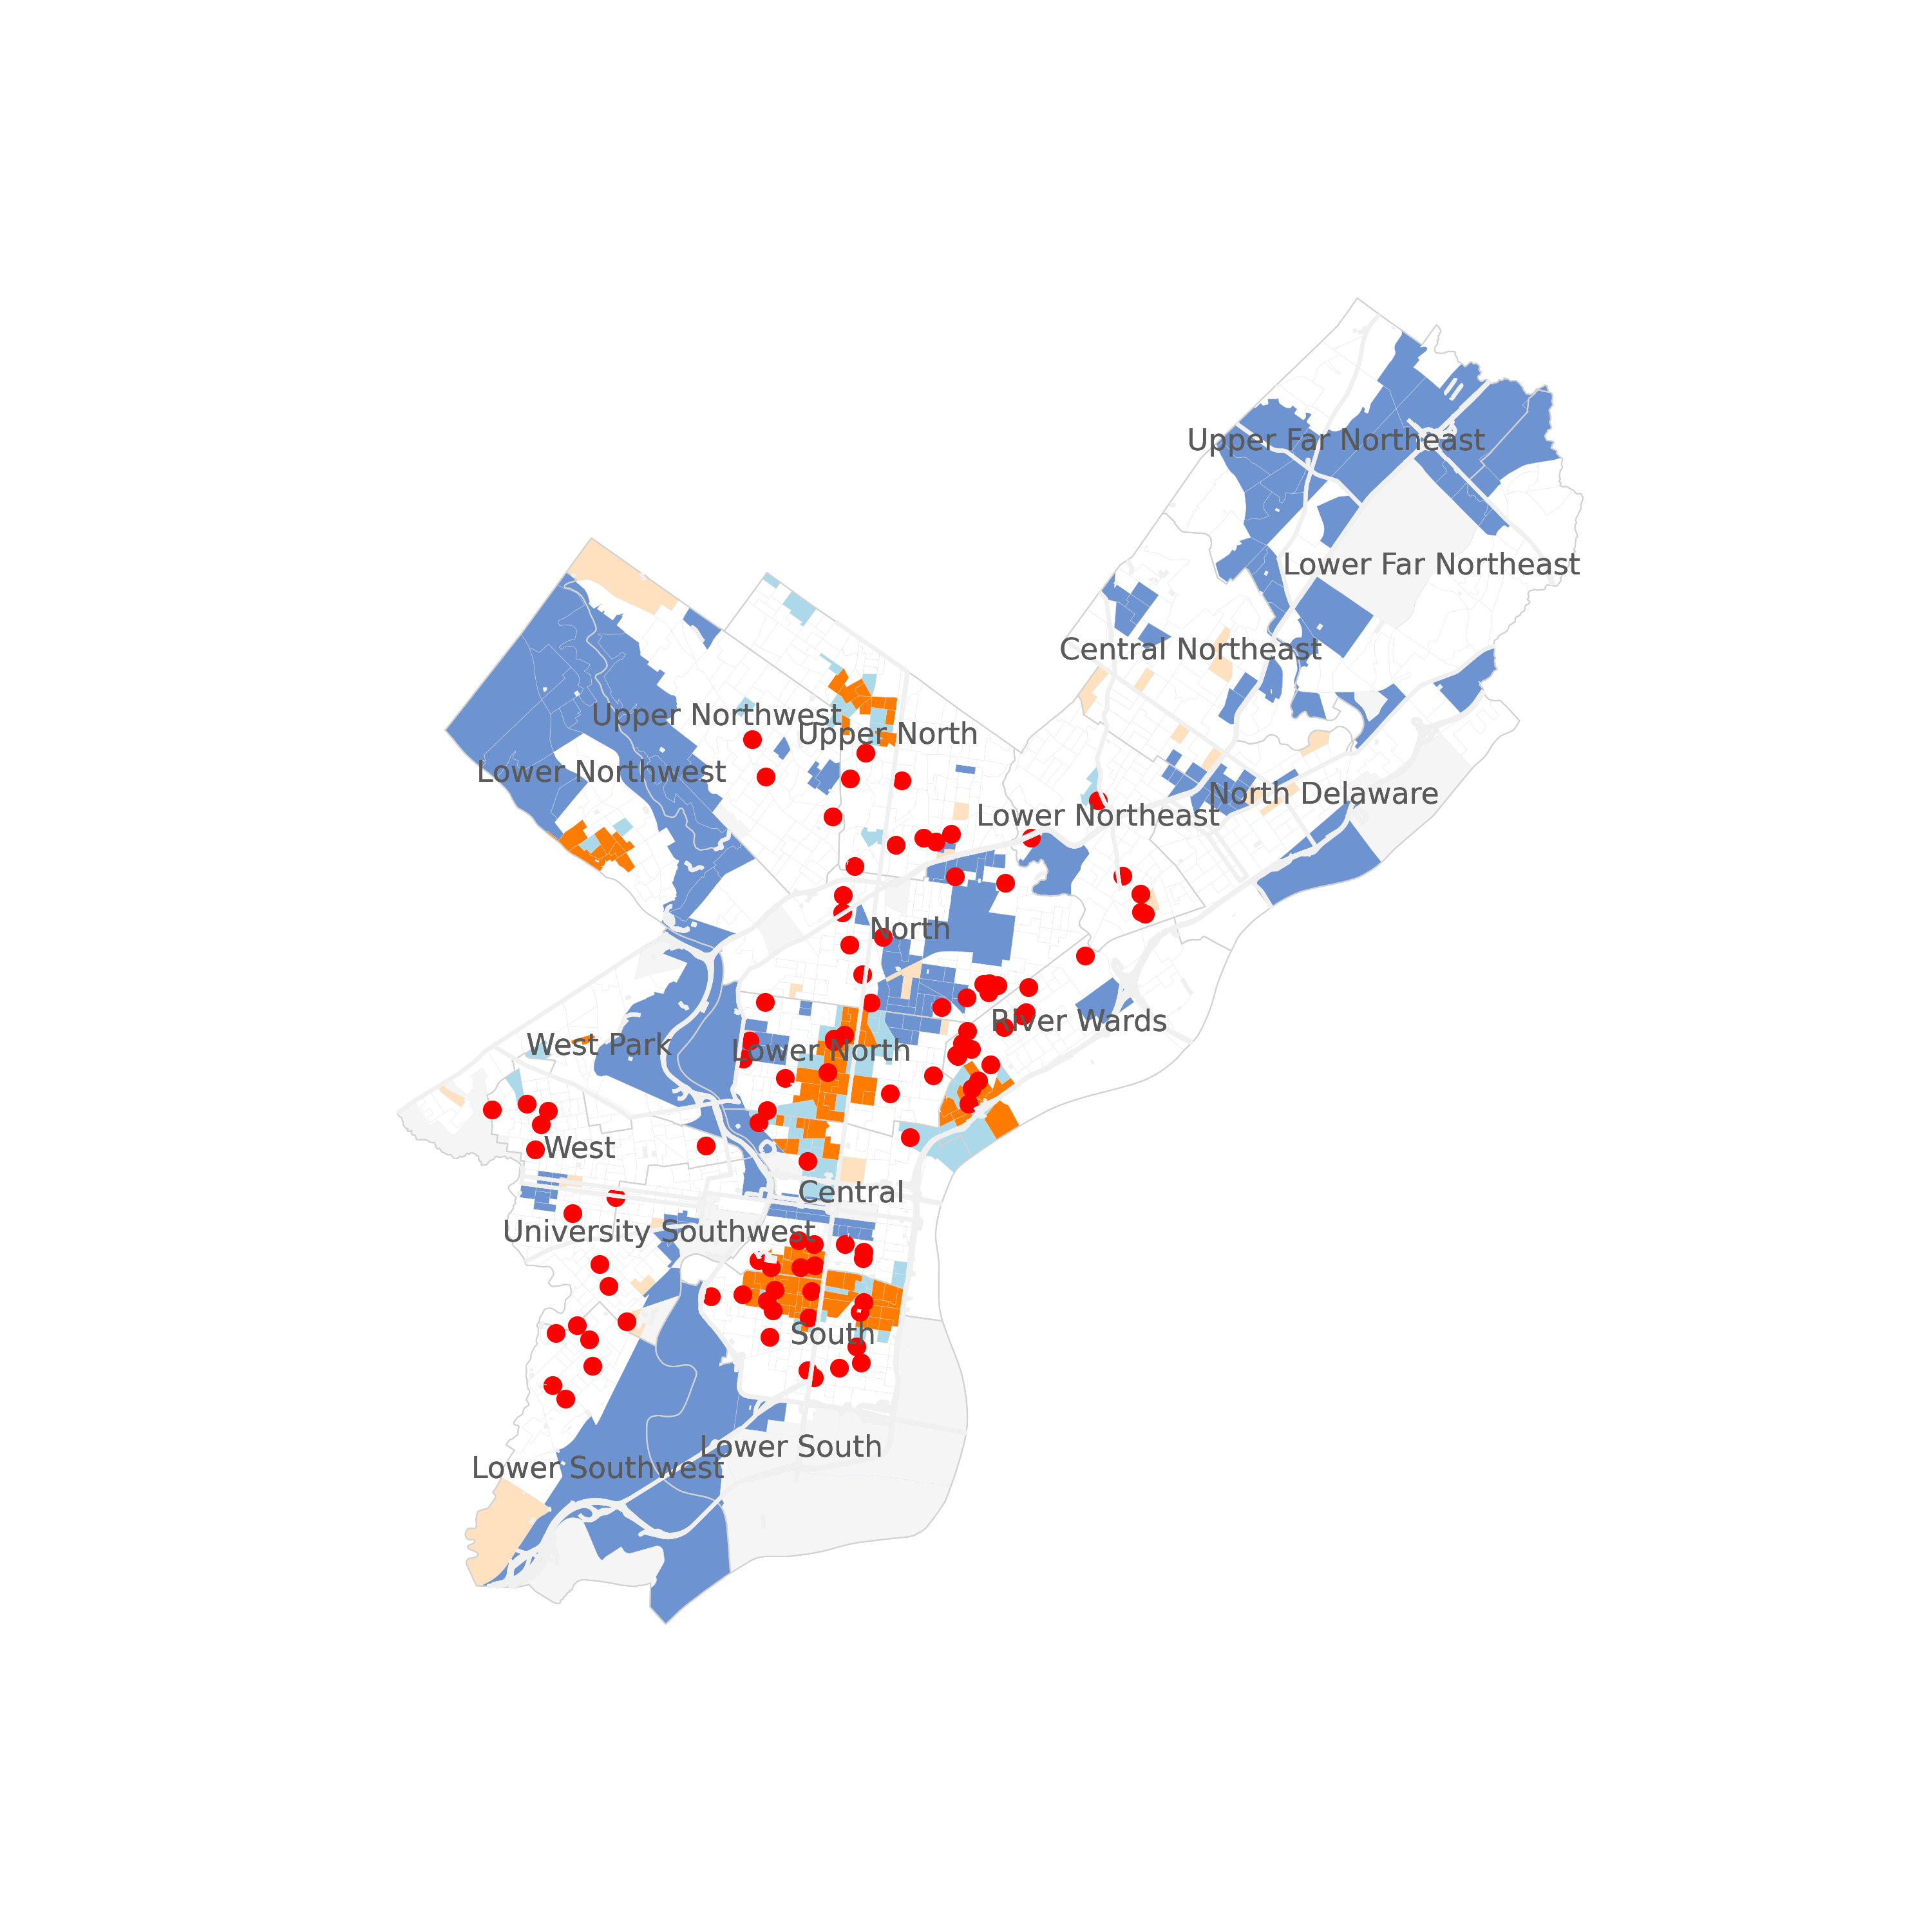 Upper Far Northeast
Lower Far Northeast
Central Northeast
Upper Northwest
Upper North
Lower Northwest
North Delaware
Lower Northeast
North
River Wards
West Park
Lower North
West
Central
University Southwest
South
Lower South
Lower Southwest